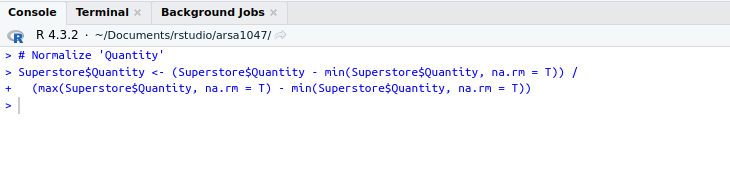 Console Terminal Background Jobs
R 4.3.2 · ~/Documents/rstudio/arsa1047/
> # Normalize 'Quantity'
> Superstore$Quantity <- (Superstore$Quantity - min(Superstore$Quantity, na.rm = T)) /
+   (max(Superstore$Quantity, na.rm = T) - min(Superstore$Quantity, na.rm = T))
>